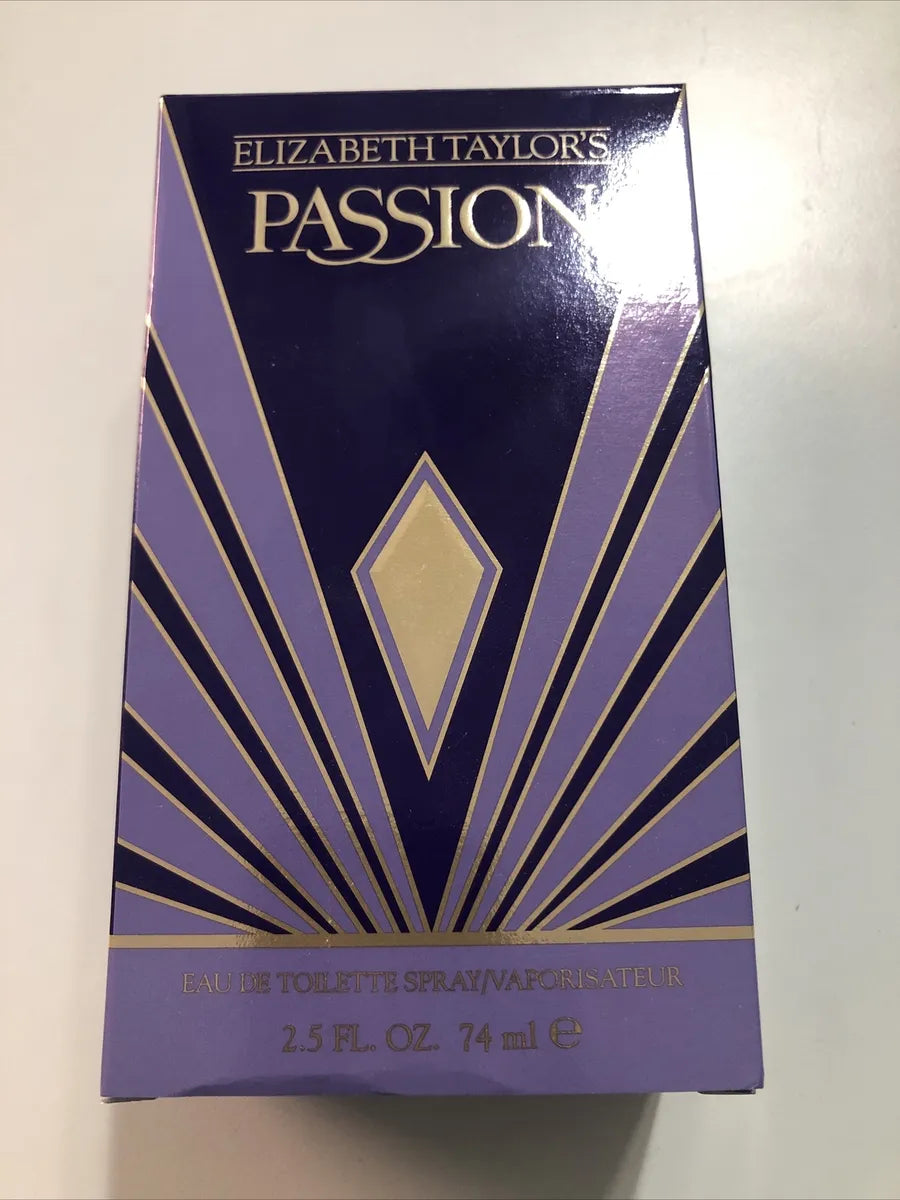 ELIZABETH TAYLOR'S
PASSION
EAU DE TOILETTE SPRAY/VAPORISATEUR
2.5 FL. OZ. 74 ml ℮